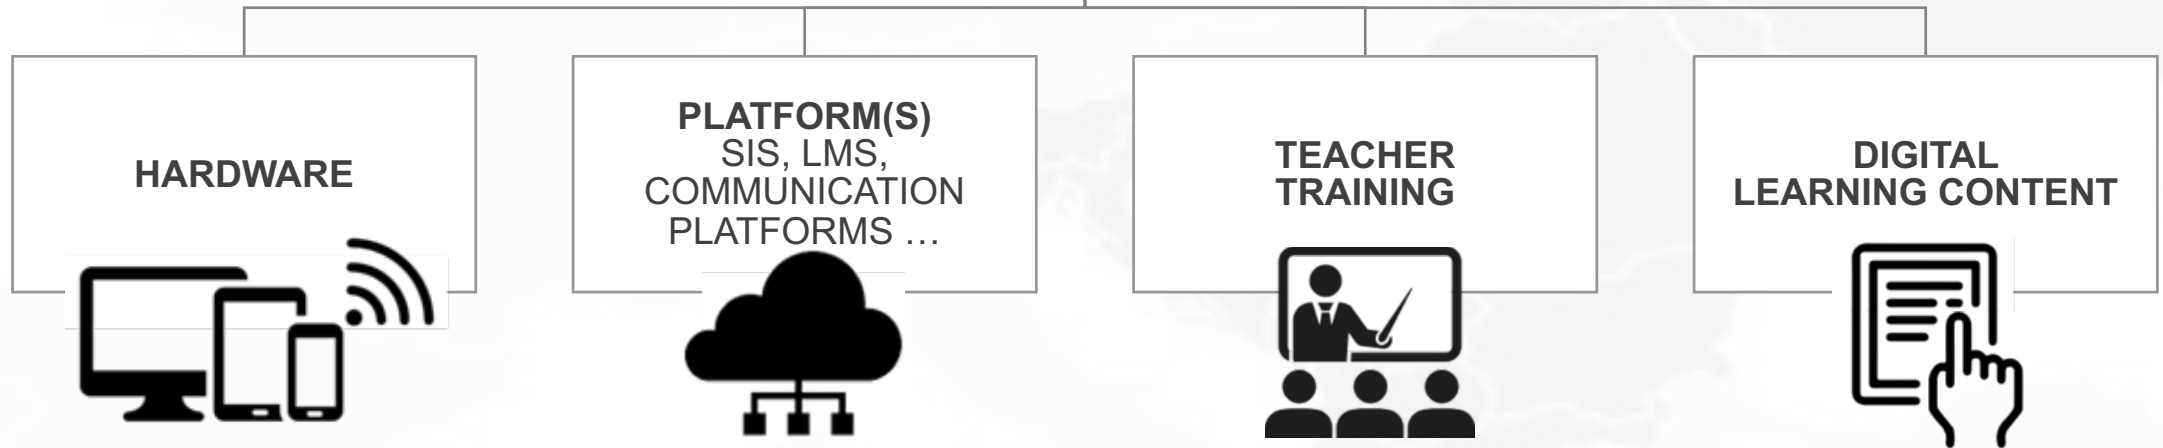 HARDWARE
PLATFORM(S)
SIS, LMS,
COMMUNICATION
PLATFORMS …
TEACHER
TRAINING
DIGITAL
LEARNING CONTENT